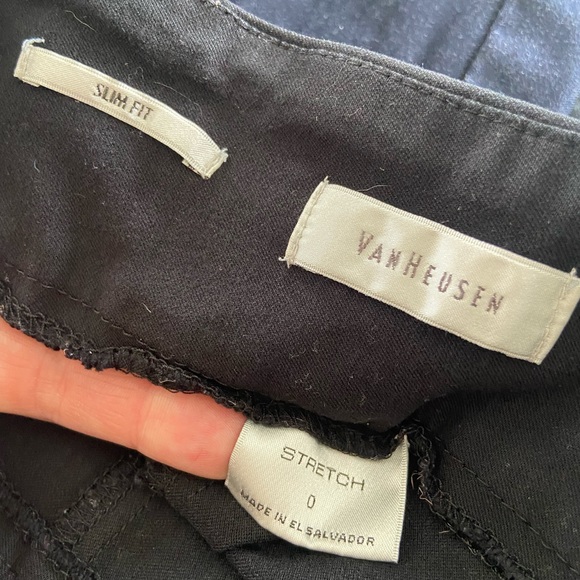 SLIM FIT
VANHEUSEN
STRETCH
0
MADE IN EL SALVADOR